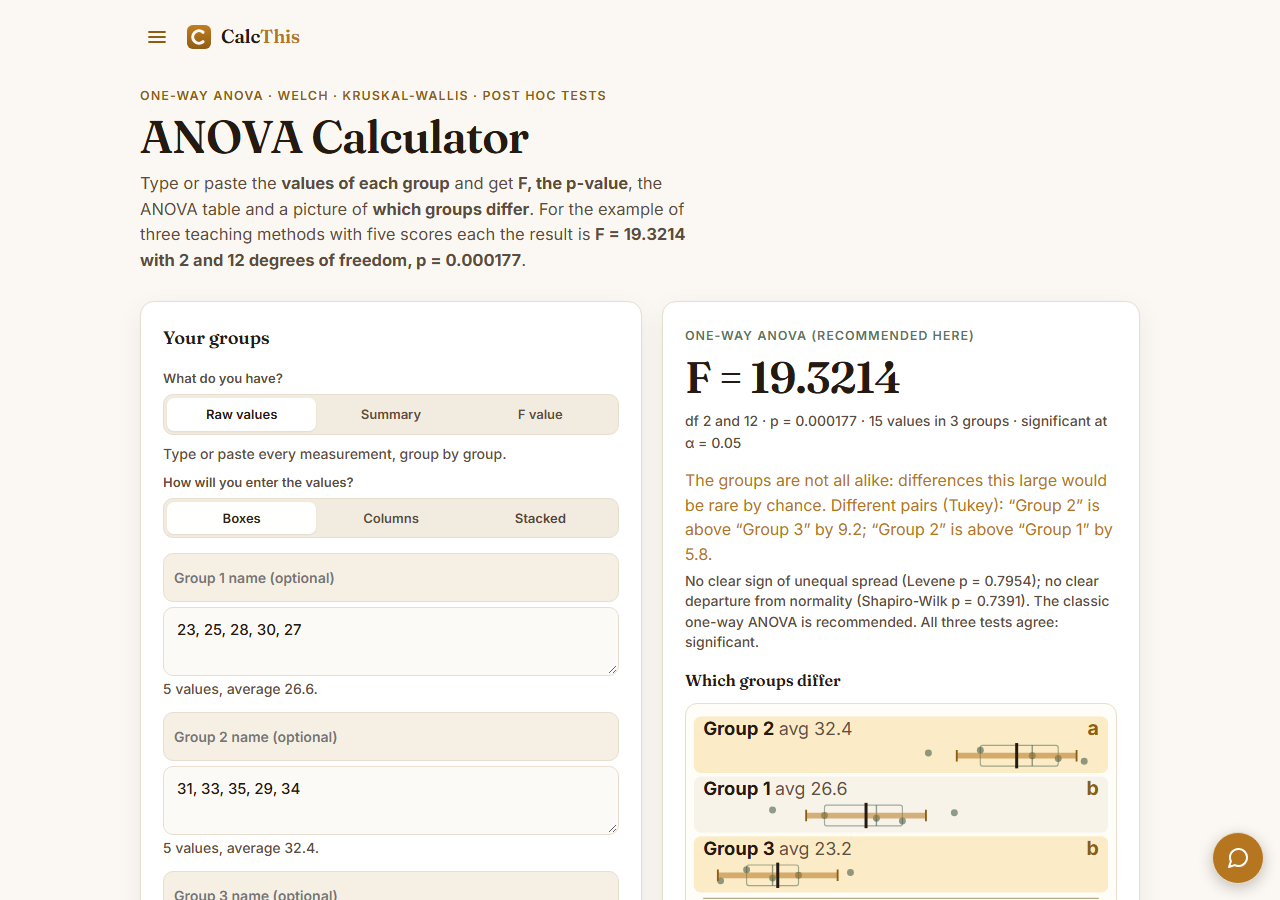 CalcThis
ONE-WAY ANOVA · WELCH · KRUSKAL-WALLIS · POST HOC TESTS
ANOVA Calculator
Type or paste the values of each group and get F, the p-value, the
ANOVA table and a picture of which groups differ. For the example of
three teaching methods with five scores each the result is F = 19.3214
with 2 and 12 degrees of freedom, p = 0.000177.
Your groups
What do you have?
Raw values Summary F value
Type or paste every measurement, group by group.
How will you enter the values?
Boxes Columns Stacked
Group 1 name (optional)
23, 25, 28, 30, 27
5 values, average 26.6.
Group 2 name (optional)
31, 33, 35, 29, 34
5 values, average 32.4.
Group 3 name (optional)
ONE-WAY ANOVA (RECOMMENDED HERE)
F = 19.3214
df 2 and 12 · p = 0.000177 · 15 values in 3 groups · significant at
α = 0.05
The groups are not all alike: differences this large would
be rare by chance. Different pairs (Tukey): “Group 2” is
above “Group 3” by 9.2; “Group 2” is above “Group 1” by
5.8.
No clear sign of unequal spread (Levene p = 0.7954); no clear
departure from normality (Shapiro-Wilk p = 0.7391). The classic
one-way ANOVA is recommended. All three tests agree:
significant.
Which groups differ
Group 2 avg 32.4 a
Group 1 avg 26.6 b
Group 3 avg 23.2 b